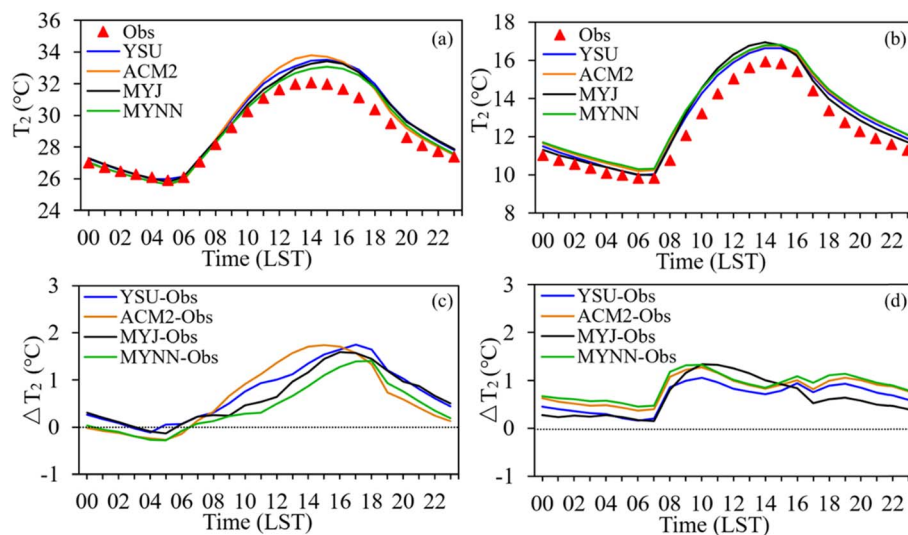 36
34
32
30
28
26
24
T₂ (°C)
(a)
Obs
YSU
ACM2
MYJ
MYNN
00 02 04 06 08 10 12 14 16 18 20 22
Time (LST)
18
16
14
12
10
8
T₂ (°C)
(b)
Obs
YSU
ACM2
MYJ
MYNN
00 02 04 06 08 10 12 14 16 18 20 22
Time (LST)
3
2
1
0
-1
△T₂ (°C)
(c)
YSU-Obs
ACM2-Obs
MYJ-Obs
MYNN-Obs
00 02 04 06 08 10 12 14 16 18 20 22
Time (LST)
3
2
1
0
-1
△T₂ (°C)
(d)
YSU-Obs
ACM2-Obs
MYJ-Obs
MYNN-Obs
00 02 04 06 08 10 12 14 16 18 20 22
Time (LST)